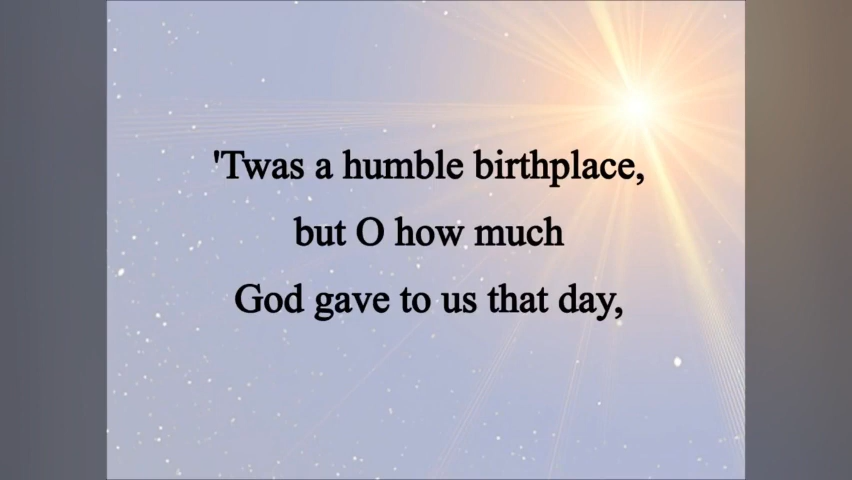 'Twas a humble birthplace,
but O how much
God gave to us that day,